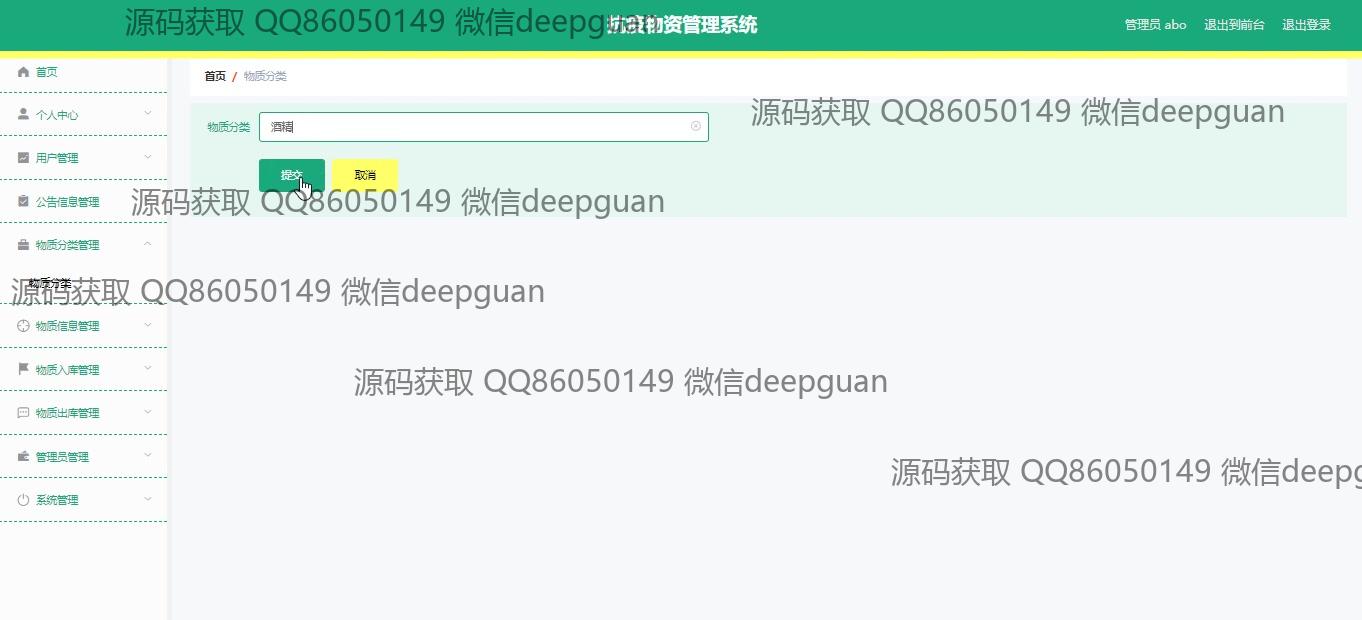 源码获取 QQ86050149 微信deepguan
抗疫物资管理系统
管理员 abo
退出到前台
退出登录
首页
个人中心
用户管理
公告信息管理
物质分类管理
物质分类
物质信息管理
物质入库管理
物质出库管理
管理员管理
系统管理
首页 / 物质分类
物质分类
酒精
提交
取消
源码获取 QQ86050149 微信deepguan
源码获取 QQ86050149 微信deepguan
源码获取 QQ86050149 微信deepguan
源码获取 QQ86050149 微信deepguan
源码获取 QQ86050149 微信deepg